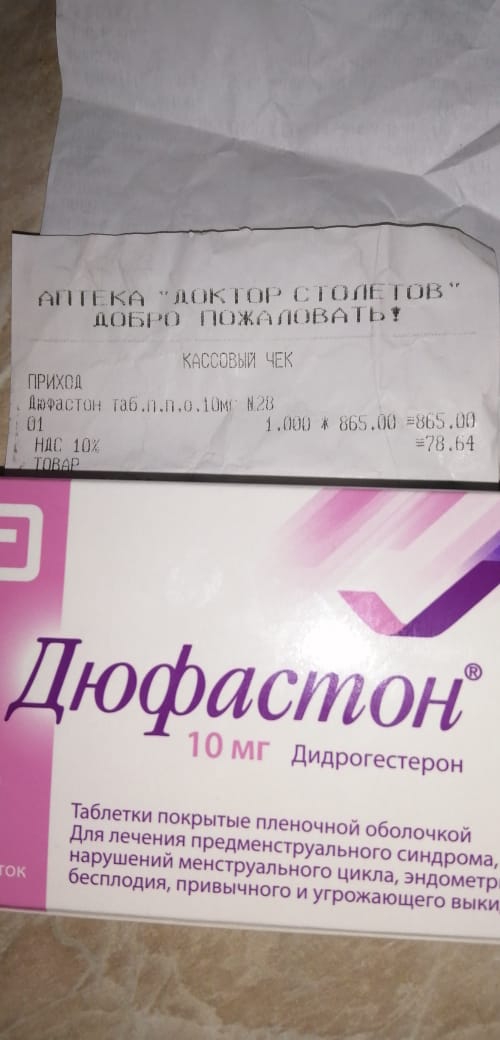 АПТЕКА "ДОКТОР СТОЛЕТОВ"
ДОБРО ПОЖАЛОВАТЬ!
КАССОВЫЙ ЧЕК
ПРИХОД
Дюфастон таб.п.п.о.10мг N28
01 1.000 * 865.00 =865.00
НДС 10% =78.64
ТОВАР
Дюфастон®
10 мг Дидрогестерон
Таблетки покрытые пленочной оболочкой
Для лечения предменструального синдрома,
нарушений менструального цикла, эндометри
бесплодия, привычного и угрожающего выки
ток